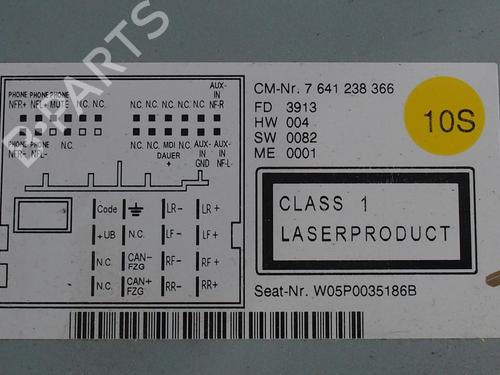 PHONE PHONE PHONE AUX-
NFR+ NFL+ MUTE N.C. N.C. N.C. N.C. N.C. N.C. IN
NF-R
PHONE PHONE N.C. N.C. N.C. MDI AUX- AUX-
NFR- NFL- DAUER IN IN
+ GND NF-L
Code LR- LR+
+UB N.C. LF- LF+
N.C. CAN- RF- RF+
FZG
N.C. CAN+ RR- RR+
FZG
CM-Nr. 7 641 238 366
FD 3913
HW 004
SW 0082
ME 0001
10S
CLASS 1
LASERPRODUCT
Seat-Nr. W05P0035186B
B-PARTS